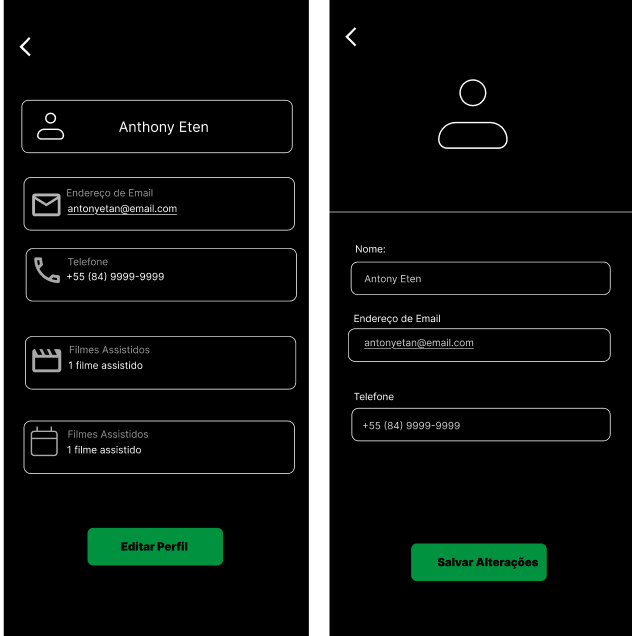 Anthony Eten
Endereço de Email
antonyetan@email.com
Telefone
+55 (84) 9999-9999
Filmes Assistidos
1 filme assistido
Filmes Assistidos
1 filme assistido
Editar Perfil
Nome:
Antony Eten
Endereço de Email
antonyetan@email.com
Telefone
+55 (84) 9999-9999
Salvar Alterações